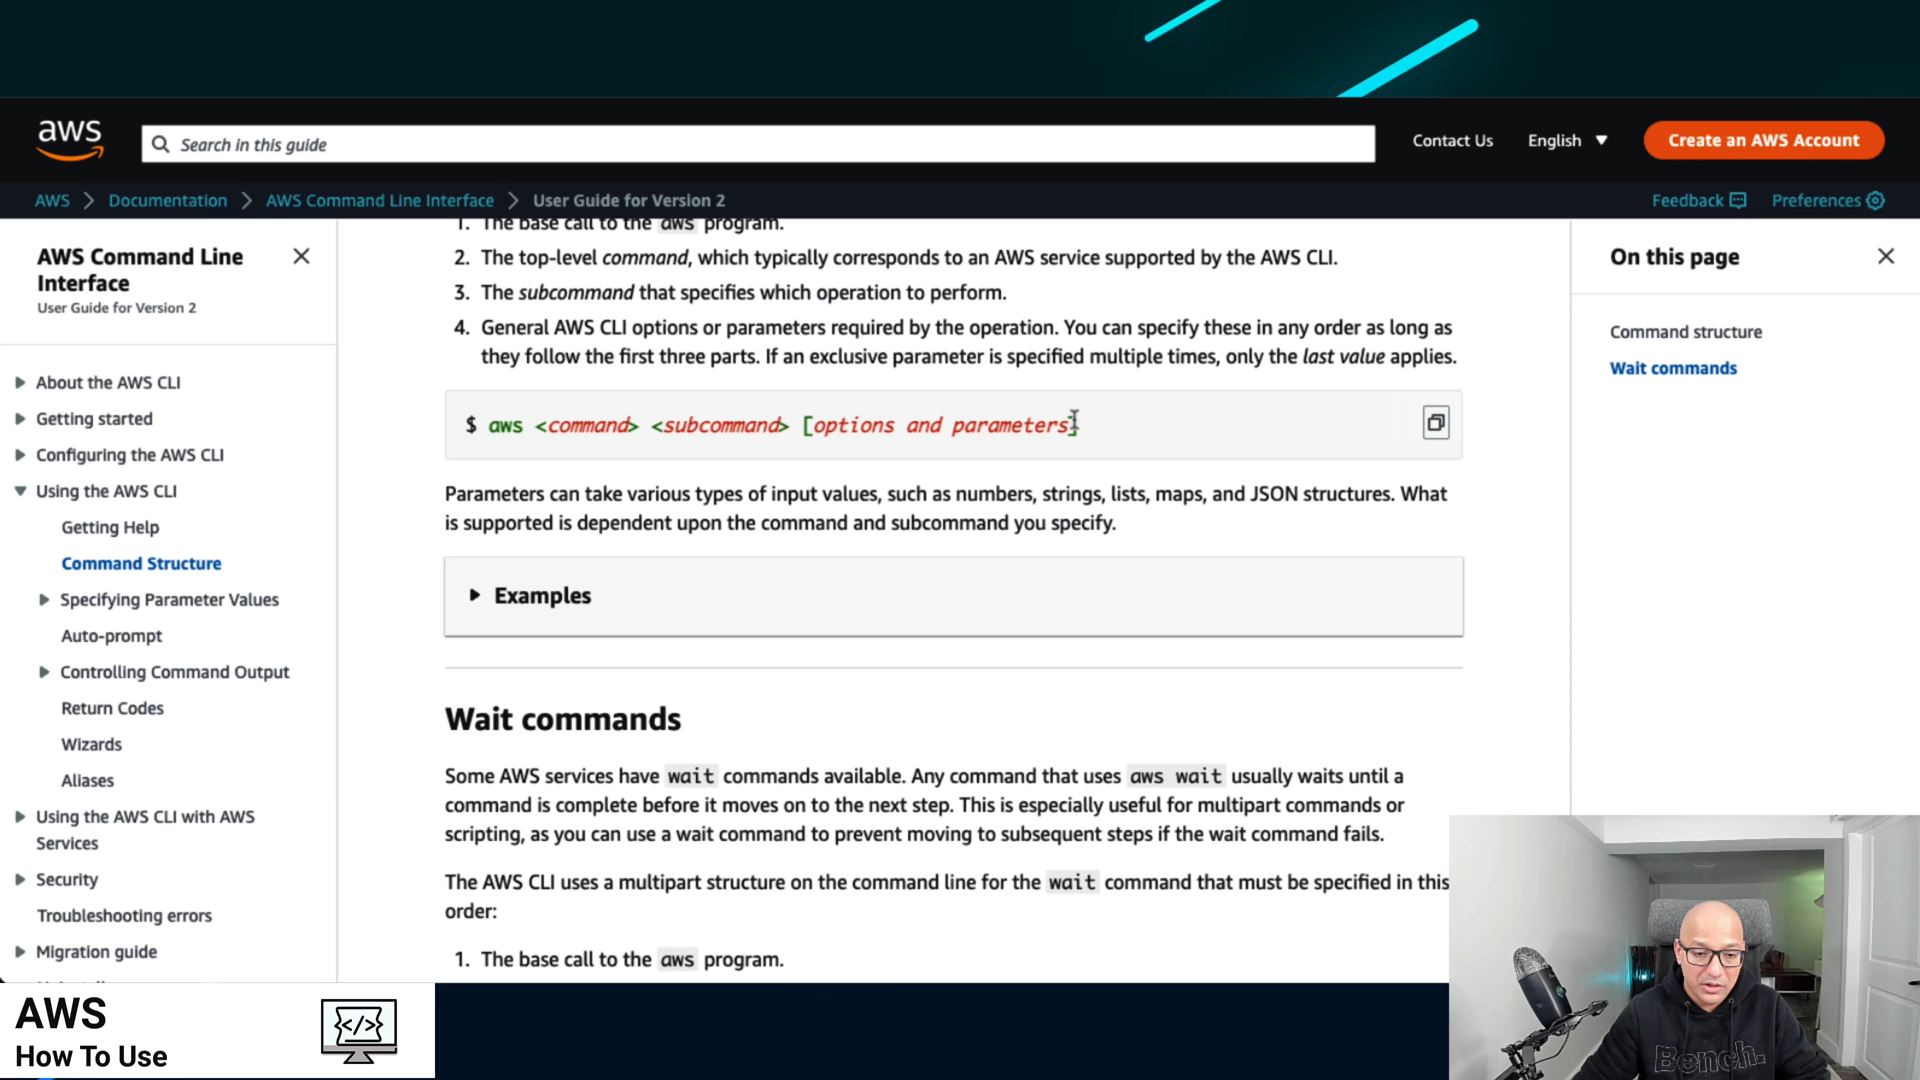 aws
Search in this guide
Contact Us
English
Create an AWS Account
AWS
Documentation
AWS Command Line Interface
User Guide for Version 2
Feedback
Preferences
AWS Command Line
Interface
User Guide for Version 2
About the AWS CLI
Getting started
Configuring the AWS CLI
Using the AWS CLI
Getting Help
Command Structure
Specifying Parameter Values
Auto-prompt
Controlling Command Output
Return Codes
Wizards
Aliases
Using the AWS CLI with AWS
Services
Security
Troubleshooting errors
Migration guide
1. The base call to the aws program.
2. The top-level command, which typically corresponds to an AWS service supported by the AWS CLI.
3. The subcommand that specifies which operation to perform.
4. General AWS CLI options or parameters required by the operation. You can specify these in any order as long as
they follow the first three parts. If an exclusive parameter is specified multiple times, only the last value applies.
$ aws <command> <subcommand> [options and parameters]
Parameters can take various types of input values, such as numbers, strings, lists, maps, and JSON structures. What
is supported is dependent upon the command and subcommand you specify.
Examples
Wait commands
Some AWS services have wait commands available. Any command that uses aws wait usually waits until a
command is complete before it moves on to the next step. This is especially useful for multipart commands or
scripting, as you can use a wait command to prevent moving to subsequent steps if the wait command fails.
The AWS CLI uses a multipart structure on the command line for the wait command that must be specified in this
order:
1. The base call to the aws program.
On this page
Command structure
Wait commands
AWS
How To Use
</>
Bench.